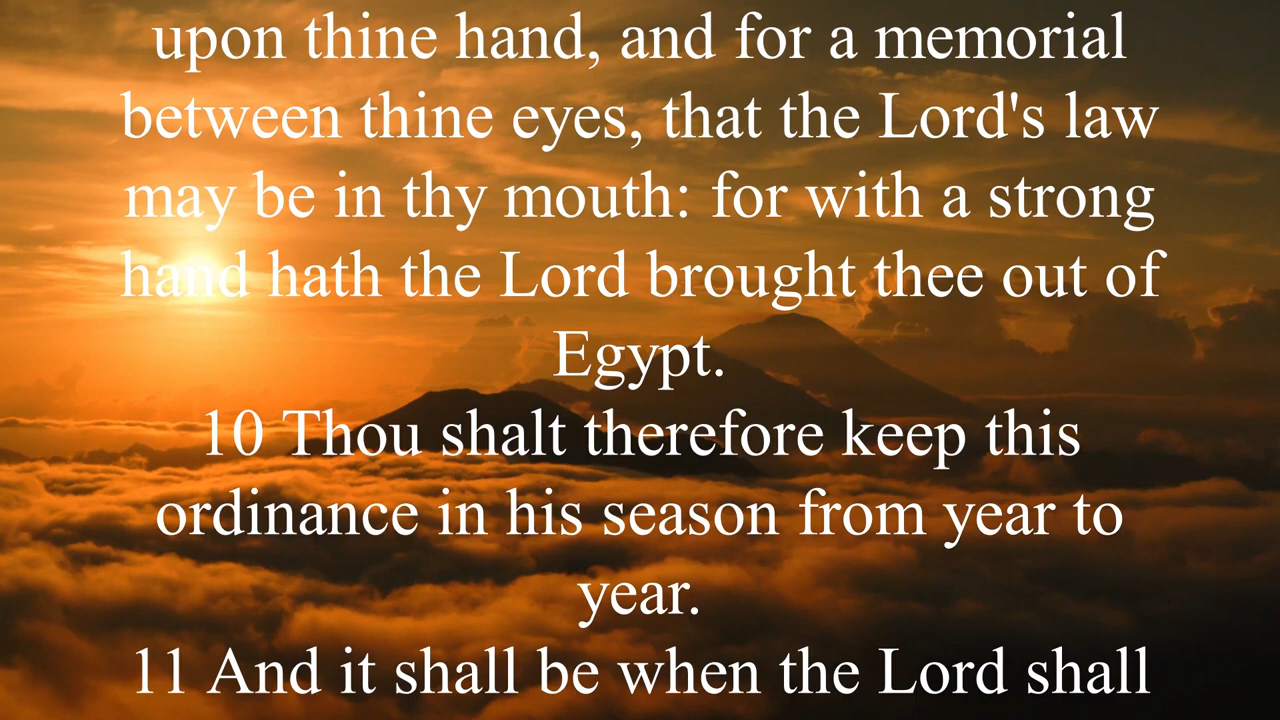 upon thine hand, and for a memorial
between thine eyes, that the Lord's law
may be in thy mouth: for with a strong
hand hath the Lord brought thee out of
Egypt.
10 Thou shalt therefore keep this
ordinance in his season from year to
year.
11 And it shall be when the Lord shall